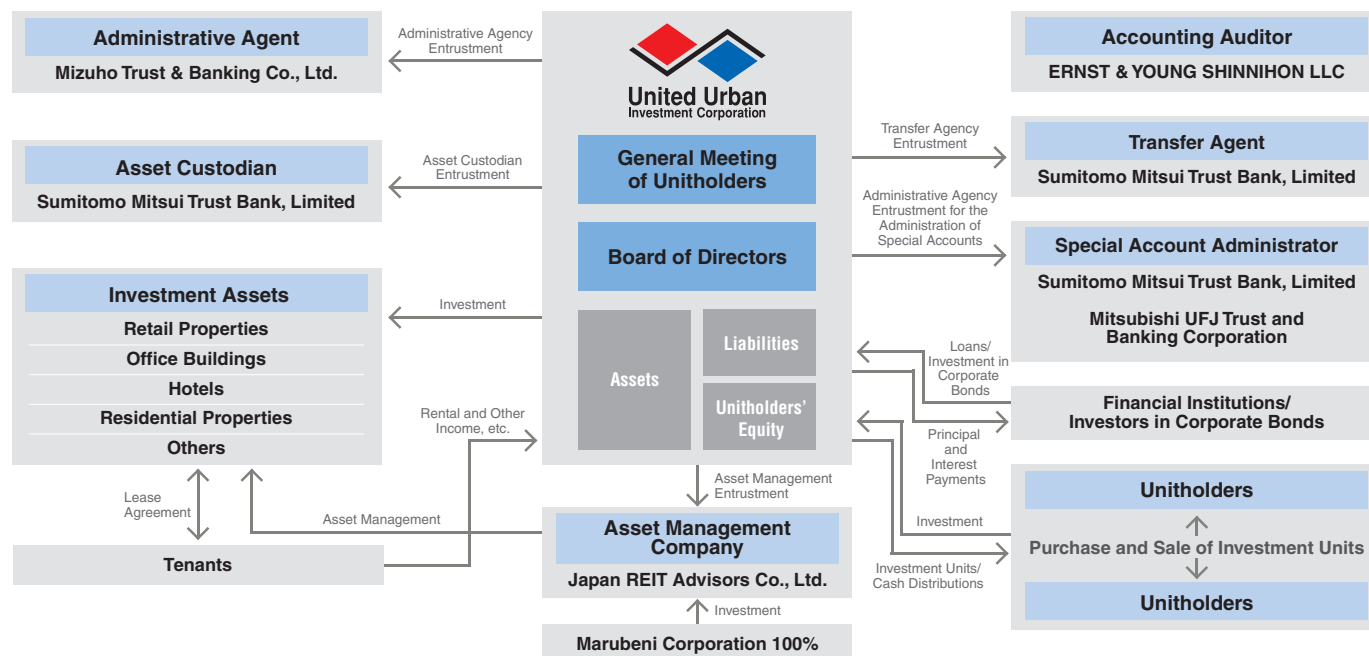 Administrative Agent
Mizuho Trust & Banking Co., Ltd.
Administrative Agency
Entrustment
Asset Custodian
Sumitomo Mitsui Trust Bank, Limited
Asset Custodian
Entrustment
Investment Assets
Retail Properties
Office Buildings
Hotels
Residential Properties
Others
Investment
Rental and Other
Income, etc.
Lease
Agreement
Asset Management
Tenants
United Urban
Investment Corporation
General Meeting
of Unitholders
Board of Directors
Assets
Liabilities
Unitholders'
Equity
Asset Management
Entrustment
Asset Management
Company
Japan REIT Advisors Co., Ltd.
Investment
Marubeni Corporation 100%
Accounting Auditor
ERNST & YOUNG SHINNIHON LLC
Transfer Agency
Entrustment
Transfer Agent
Sumitomo Mitsui Trust Bank, Limited
Administrative Agency
Entrustment for the
Administration of
Special Accounts
Special Account Administrator
Sumitomo Mitsui Trust Bank, Limited
Mitsubishi UFJ Trust and
Banking Corporation
Loans/
Investment in
Corporate
Bonds
Financial Institutions/
Investors in Corporate Bonds
Principal
and
Interest
Payments
Investment
Investment Units/
Cash Distributions
Unitholders
Purchase and Sale of Investment Units
Unitholders